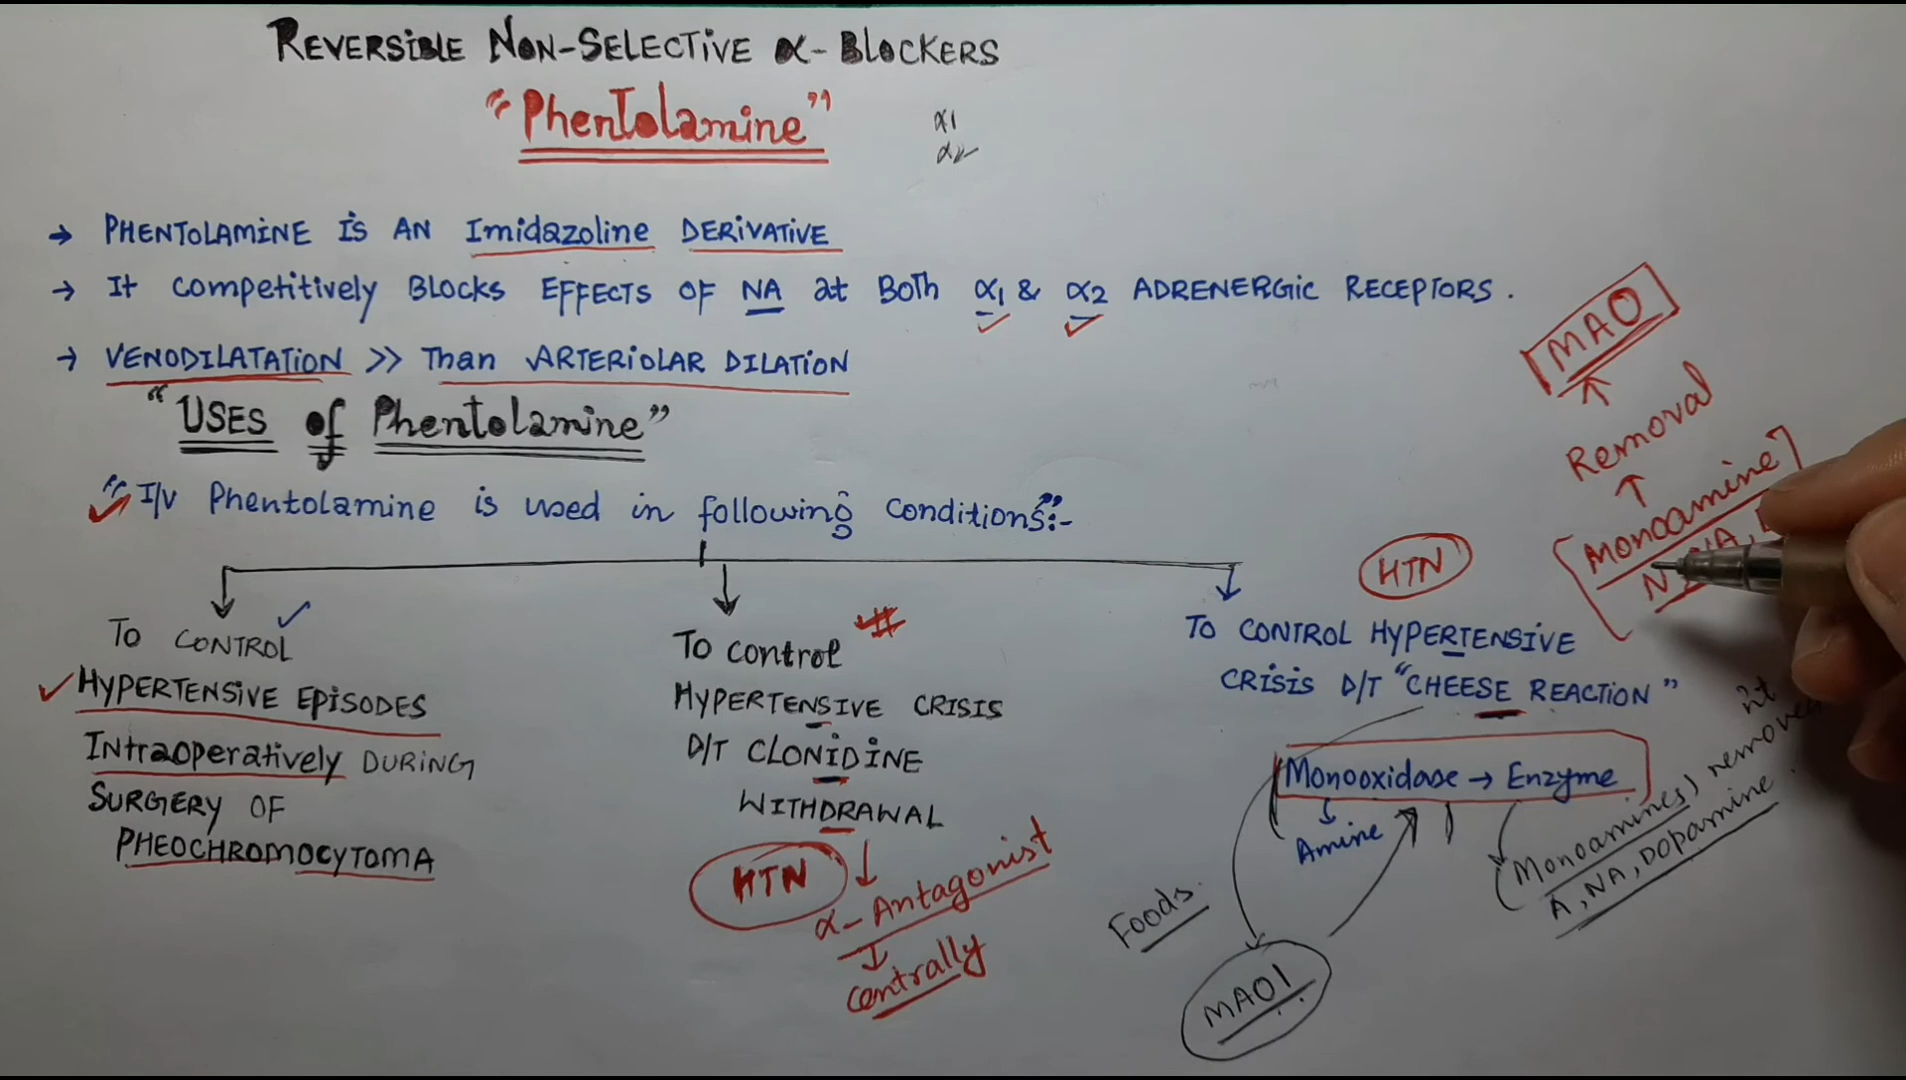 REVERSIBLE NON-SELECTIVE α-BLOCKERS
"PhenTolamine"
α1
α2
→ PHENTOLAMINE IS AN Imidazoline DERIVATIVE
→ It competitively BLOCKS EFFECTS OF NA at BOTH α1 & α2 ADRENERGIC RECEPTORS.
→ VENODILATATION >> Than ARTERIOLAR DILATION
"USES of Phentolamine"
"I/V Phentolamine is used in following conditions":-
To CONTROL
HYPERTENSIVE EPISODES
Intraoperatively DURING
SURGERY OF
PHEOCHROMOCYTOMA
To control #
HYPERTENSIVE CRISIS
D/T CLONIDINE
WITHDRAWAL
HTN
α-Antagonist
Centrally
HTN
TO CONTROL HYPERTENSIVE
CRISIS D/T "CHEESE REACTION"
Monooxidase → Enzyme
Amine
Foods
MAOI
Monoamines)
A, NA, Dopamine
MAO
Removal
Monoamine